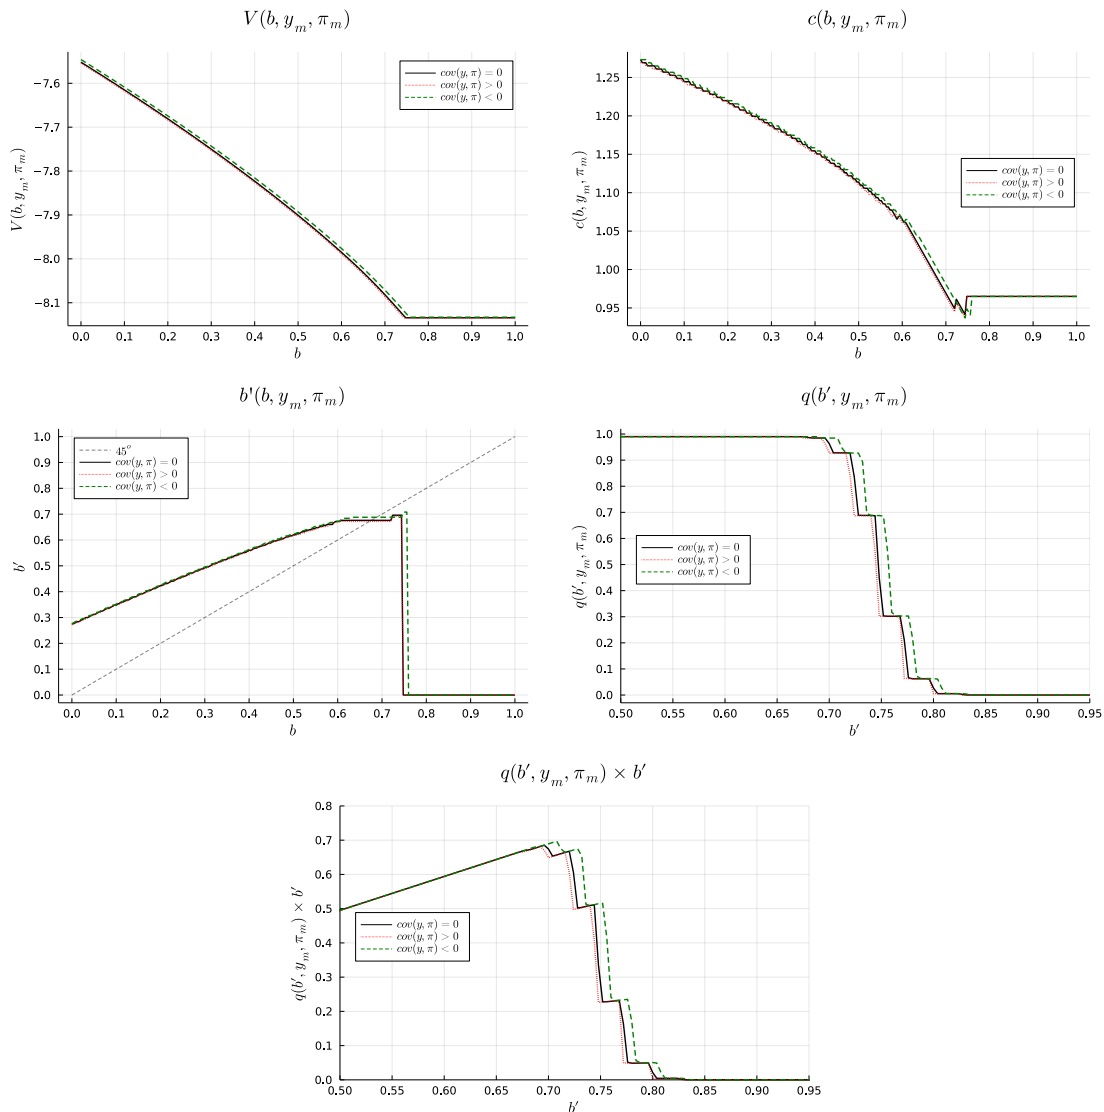 V(b, y_m, π_m)
V(b, y_m, π_m)
−7.6
−7.7
−7.8
−7.9
−8.0
−8.1
cov(y, π) = 0
cov(y, π) > 0
cov(y, π) < 0
0.0 0.1 0.2 0.3 0.4 0.5 0.6 0.7 0.8 0.9 1.0
b
c(b, y_m, π_m)
c(b, y_m, π_m)
1.25
1.20
1.15
1.10
1.05
1.00
0.95
cov(y, π) = 0
cov(y, π) > 0
cov(y, π) < 0
0.0 0.1 0.2 0.3 0.4 0.5 0.6 0.7 0.8 0.9 1.0
b
b'(b, y_m, π_m)
b′
1.0
0.9
0.8
0.7
0.6
0.5
0.4
0.3
0.2
0.1
0.0
45°
cov(y, π) = 0
cov(y, π) > 0
cov(y, π) < 0
0.0 0.1 0.2 0.3 0.4 0.5 0.6 0.7 0.8 0.9 1.0
b
q(b′, y_m, π_m)
q(b′, y_m, π_m)
1.0
0.9
0.8
0.7
0.6
0.5
0.4
0.3
0.2
0.1
0.0
cov(y, π) = 0
cov(y, π) > 0
cov(y, π) < 0
0.50 0.55 0.60 0.65 0.70 0.75 0.80 0.85 0.90 0.95
b′
q(b′, y_m, π_m) × b′
q(b′, y_m, π_m) × b′
0.8
0.7
0.6
0.5
0.4
0.3
0.2
0.1
0.0
cov(y, π) = 0
cov(y, π) > 0
cov(y, π) < 0
0.50 0.55 0.60 0.65 0.70 0.75 0.80 0.85 0.90 0.95
b′